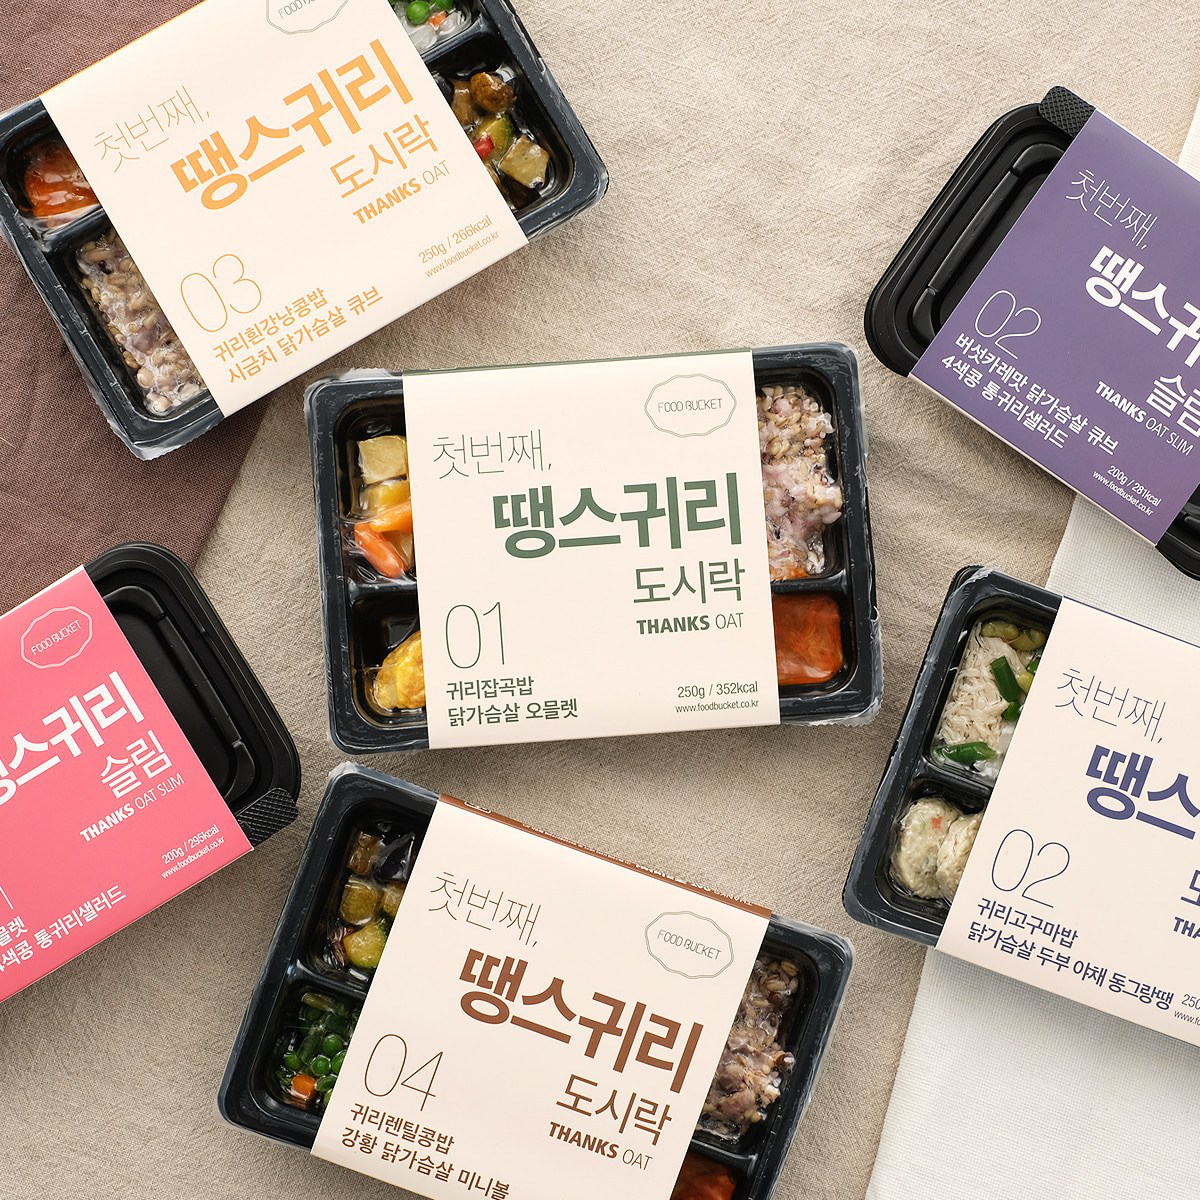 첫번째,
땡스귀리
도시락
THANKS OAT
03
귀리흰강낭콩밥
시금치 닭가슴살 큐브
250g / 266kcal
www.foodbucket.co.kr
첫번째,
슬림
THANKS OAT SLIM
02
버섯카레맛 닭가슴살 큐브
4색콩 통귀리샐러드
200g / 281kcal
www.foodbucket.co.kr
FOOD BUCKET
첫번째,
땡스귀리
도시락
THANKS OAT
01
귀리잡곡밥
닭가슴살 오믈렛
250g / 352kcal
www.foodbucket.co.kr
FOOD BUCKET
땡스귀리
슬림
THANKS OAT SLIM
200g / 295kcal
www.foodbucket.co.kr
4색콩 통귀리샐러드
첫번째,
02
귀리고구마밥
닭가슴살 두부 야채 동그랑땡
FOOD BUCKET
첫번째,
땡스귀리
도시락
THANKS OAT
04
귀리렌틸콩밥
강황 닭가슴살 미니볼